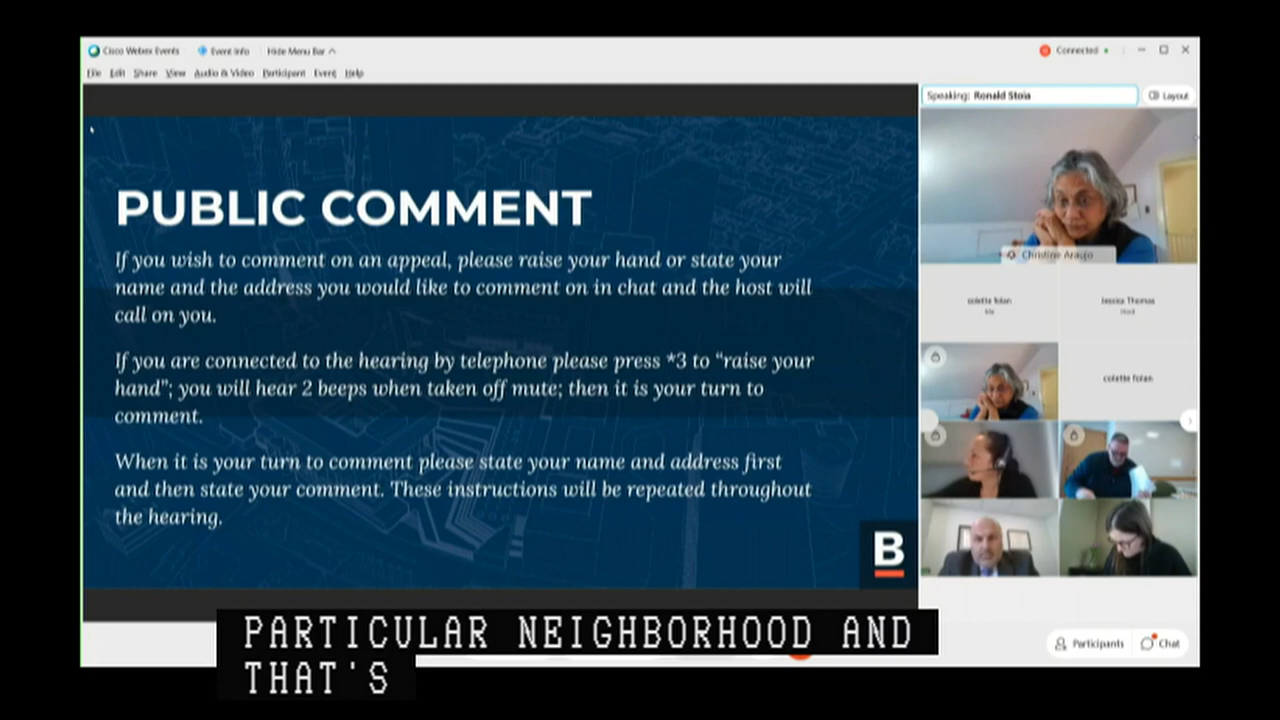 Cisco Webex Events Event Info Hide Menu Bar
Connected
File Edit Share View Audio & Video Participant Event Help
Speaking: Ronald Stoia
Layout
PUBLIC COMMENT
If you wish to comment on an appeal, please raise your hand or state your
name and the address you would like to comment on in chat and the host will
call on you.
If you are connected to the hearing by telephone please press *3 to “raise your
hand”; you will hear 2 beeps when taken off mute; then it is your turn to
comment.
When it is your turn to comment please state your name and address first
and then state your comment. These instructions will be repeated throughout
the hearing.
B
Christine Araujo
colette folan
Me
Jessica Thomas
Host
colette folan
Participants
Chat
PARTICULAR NEIGHBORHOOD AND
THAT'S